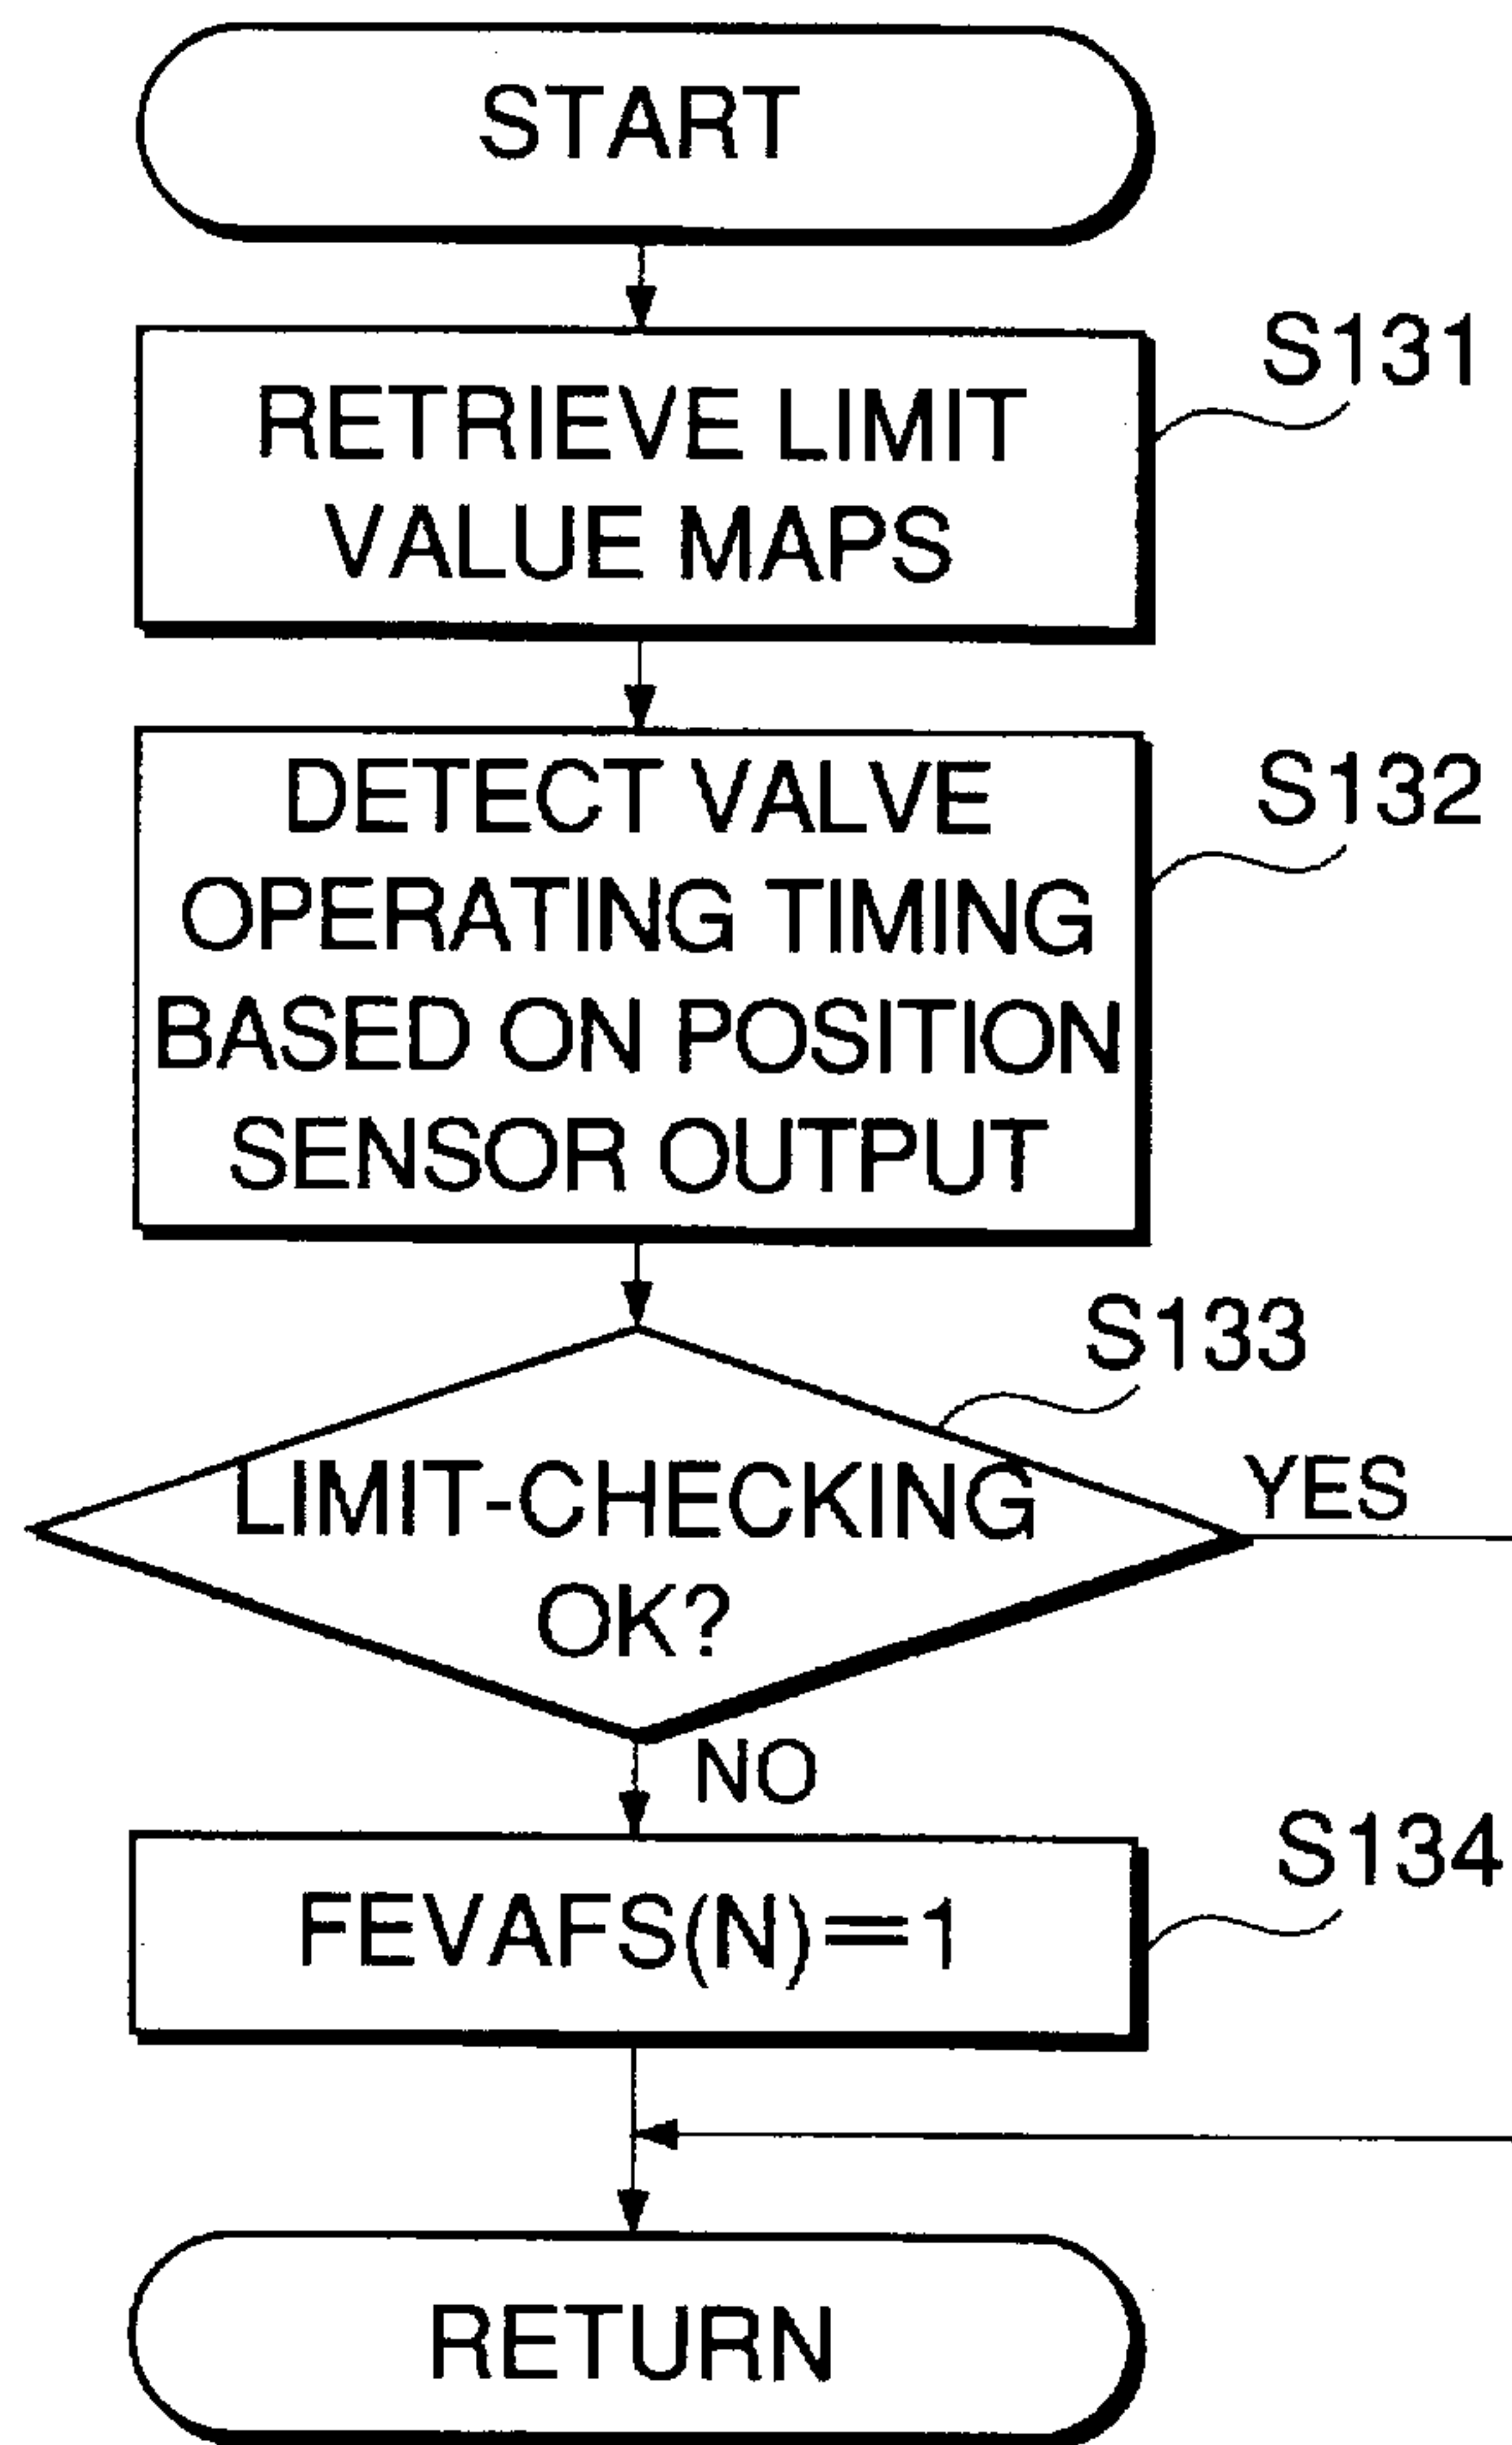 START
S131
RETRIEVE LIMIT
VALUE MAPS
S132
DETECT VALVE
OPERATING TIMING
BASED ON POSITION
SENSOR OUTPUT
S133
LIMIT-CHECKING
OK?
YES
NO
S134
FEVAFS(N)=1
RETURN